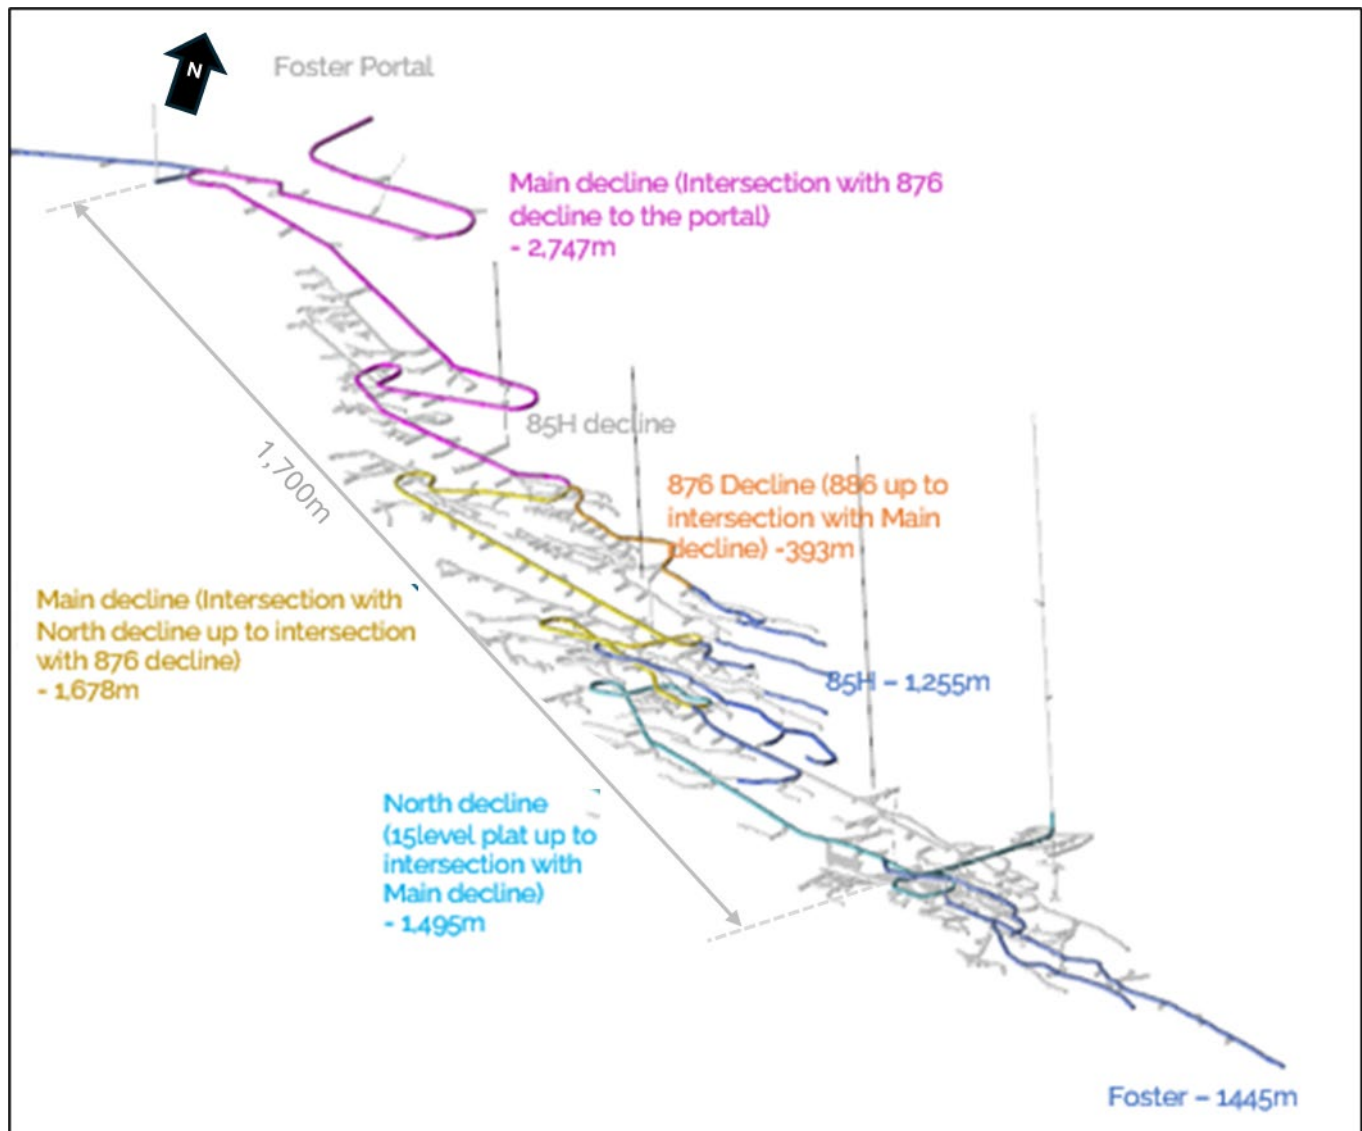 N
Foster Portal
Main decline (Intersection with 876
decline to the portal)
- 2,747m
85H decline
1,700m
876 Decline (886 up to
intersection with Main
decline) -393m
Main decline (Intersection with
North decline up to intersection
with 876 decline)
- 1,678m
85H – 1,255m
North decline
(15level plat up to
intersection with
Main decline)
- 1,495m
Foster – 1445m